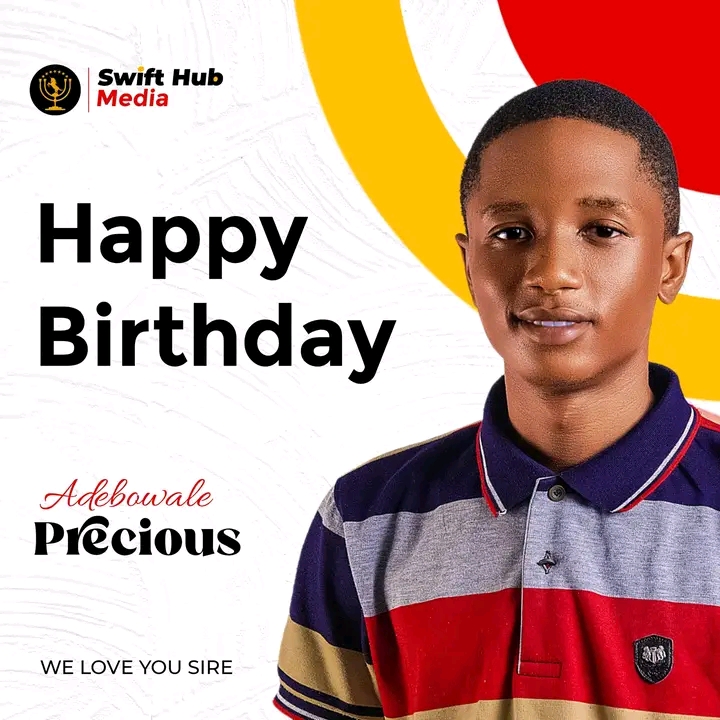 Swift Hub
Media
Happy
Birthday
Adebowale
Precious
WE LOVE YOU SIRE